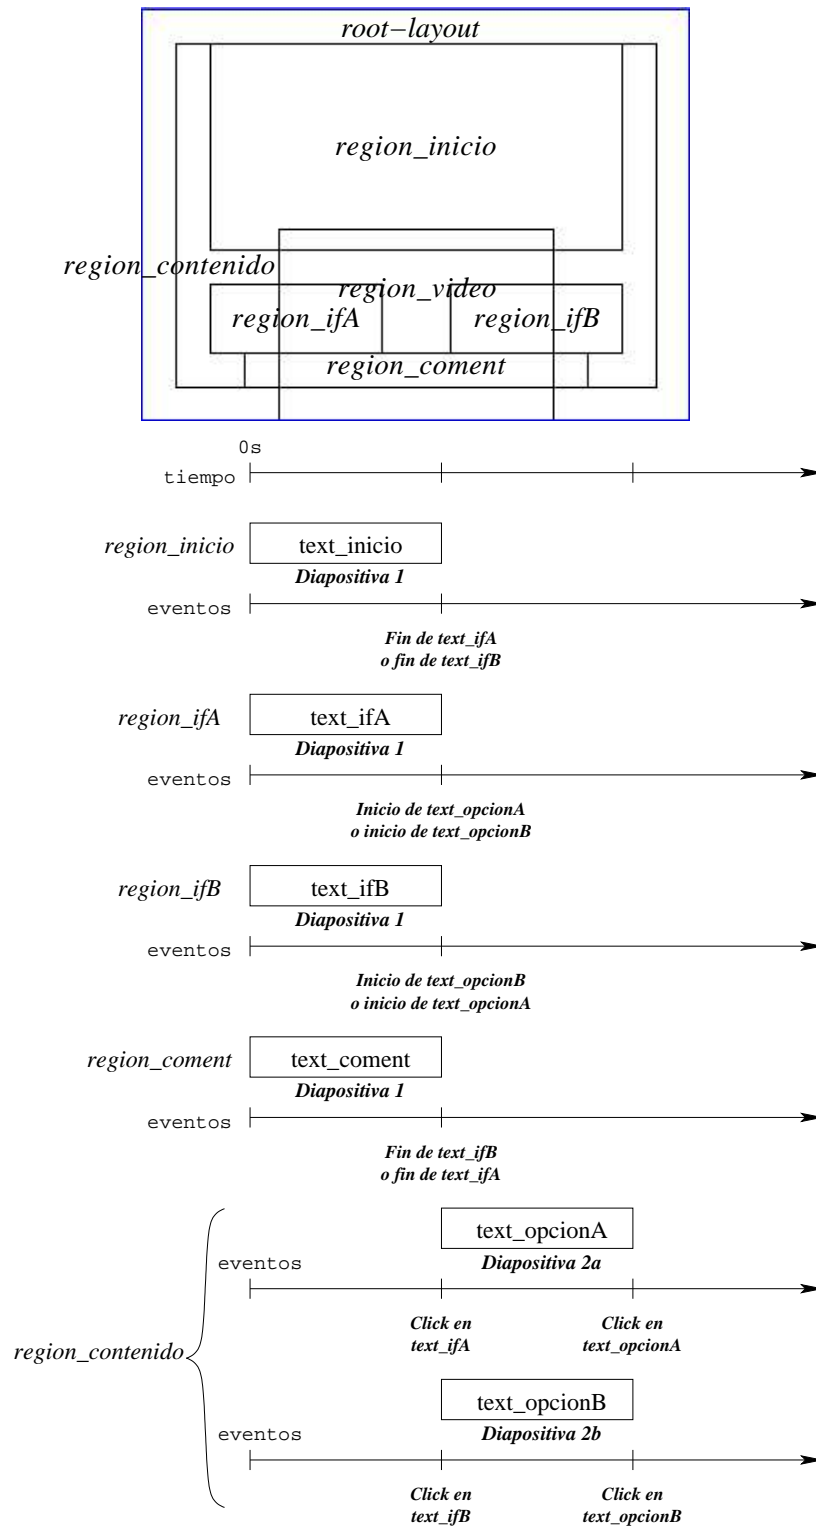 root-layout
region_inicio
region_contenido
region_video
region_ifA
region_ifB
region_coment
0s
tiempo
region_inicio
text_inicio
Diapositiva 1
eventos
Fin de text_ifA
o fin de text_ifB
region_ifA
text_ifA
Diapositiva 1
eventos
Inicio de text_opcionA
o inicio de text_opcionB
region_ifB
text_ifB
Diapositiva 1
eventos
Inicio de text_opcionB
o inicio de text_opcionA
region_coment
text_coment
Diapositiva 1
eventos
Fin de text_ifB
o fin de text_ifA
text_opcionA
eventos
Diapositiva 2a
Click en
text_ifA
Click en
text_opcionA
region_contenido
text_opcionB
eventos
Diapositiva 2b
Click en
text_ifB
Click en
text_opcionB